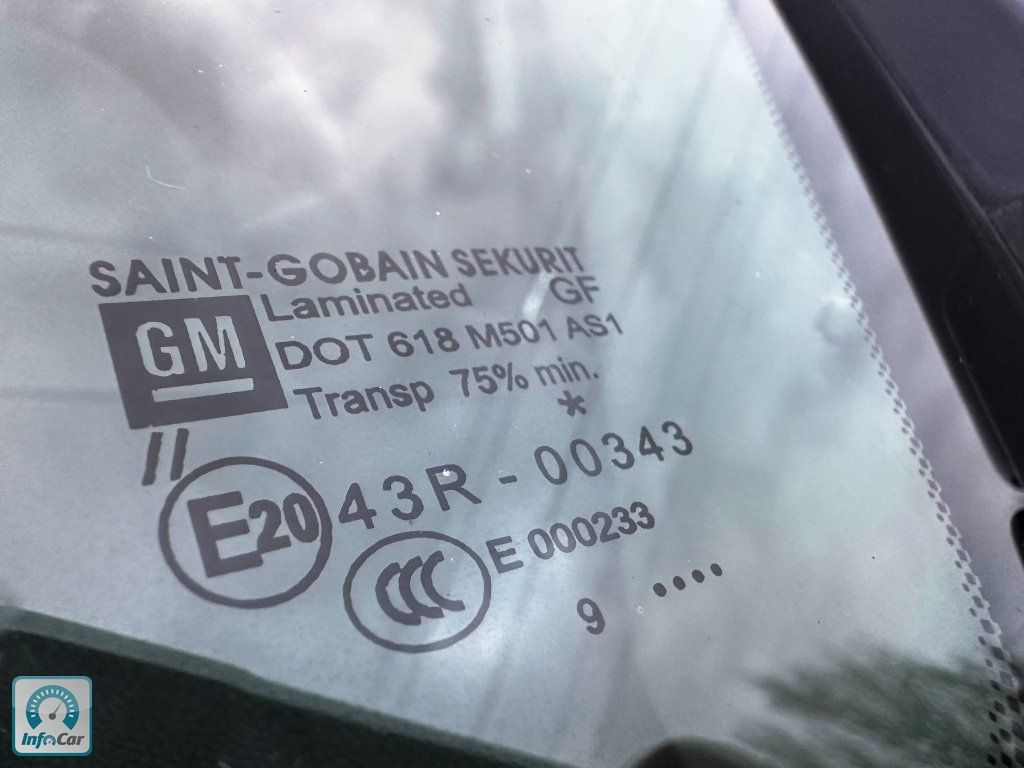 SAINT-GOBAIN SEKURIT
GM
Laminated GF
DOT 618 M501 AS1
Transp 75% min.
*
//
E20 43R - 00343
CCC E 000233
9 ....
InfoCar